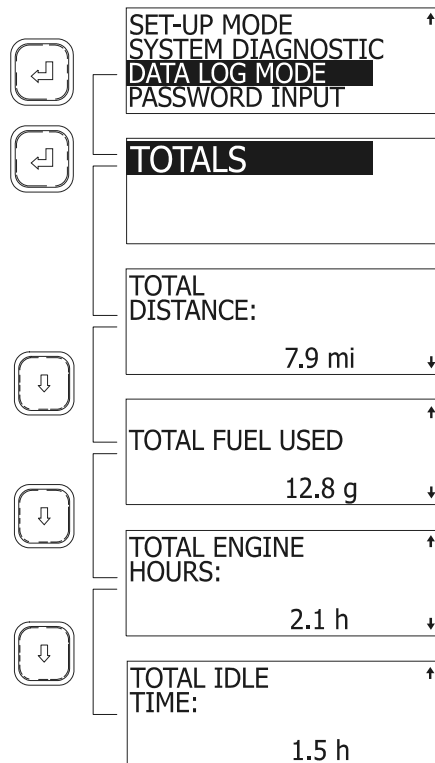 SET-UP MODE
SYSTEM DIAGNOSTIC
DATA LOG MODE
PASSWORD INPUT
TOTALS
TOTAL
DISTANCE:
7.9 mi
TOTAL FUEL USED
12.8 g
TOTAL ENGINE
HOURS:
2.1 h
TOTAL IDLE
TIME:
1.5 h